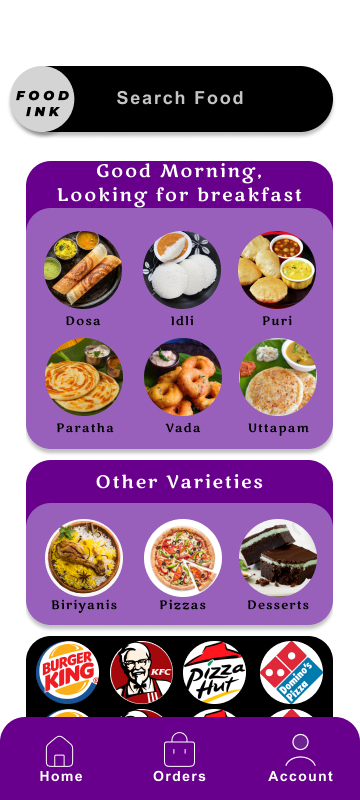 FOOD
INK
Search Food
Good Morning,
Looking for breakfast
Dosa
Idli
Puri
Paratha
Vada
Uttapam
Other Varieties
Biriyanis
Pizzas
Desserts
BURGER
KING
KFC
Pizza
Hut
Domino's
Pizza
Home
Orders
Account